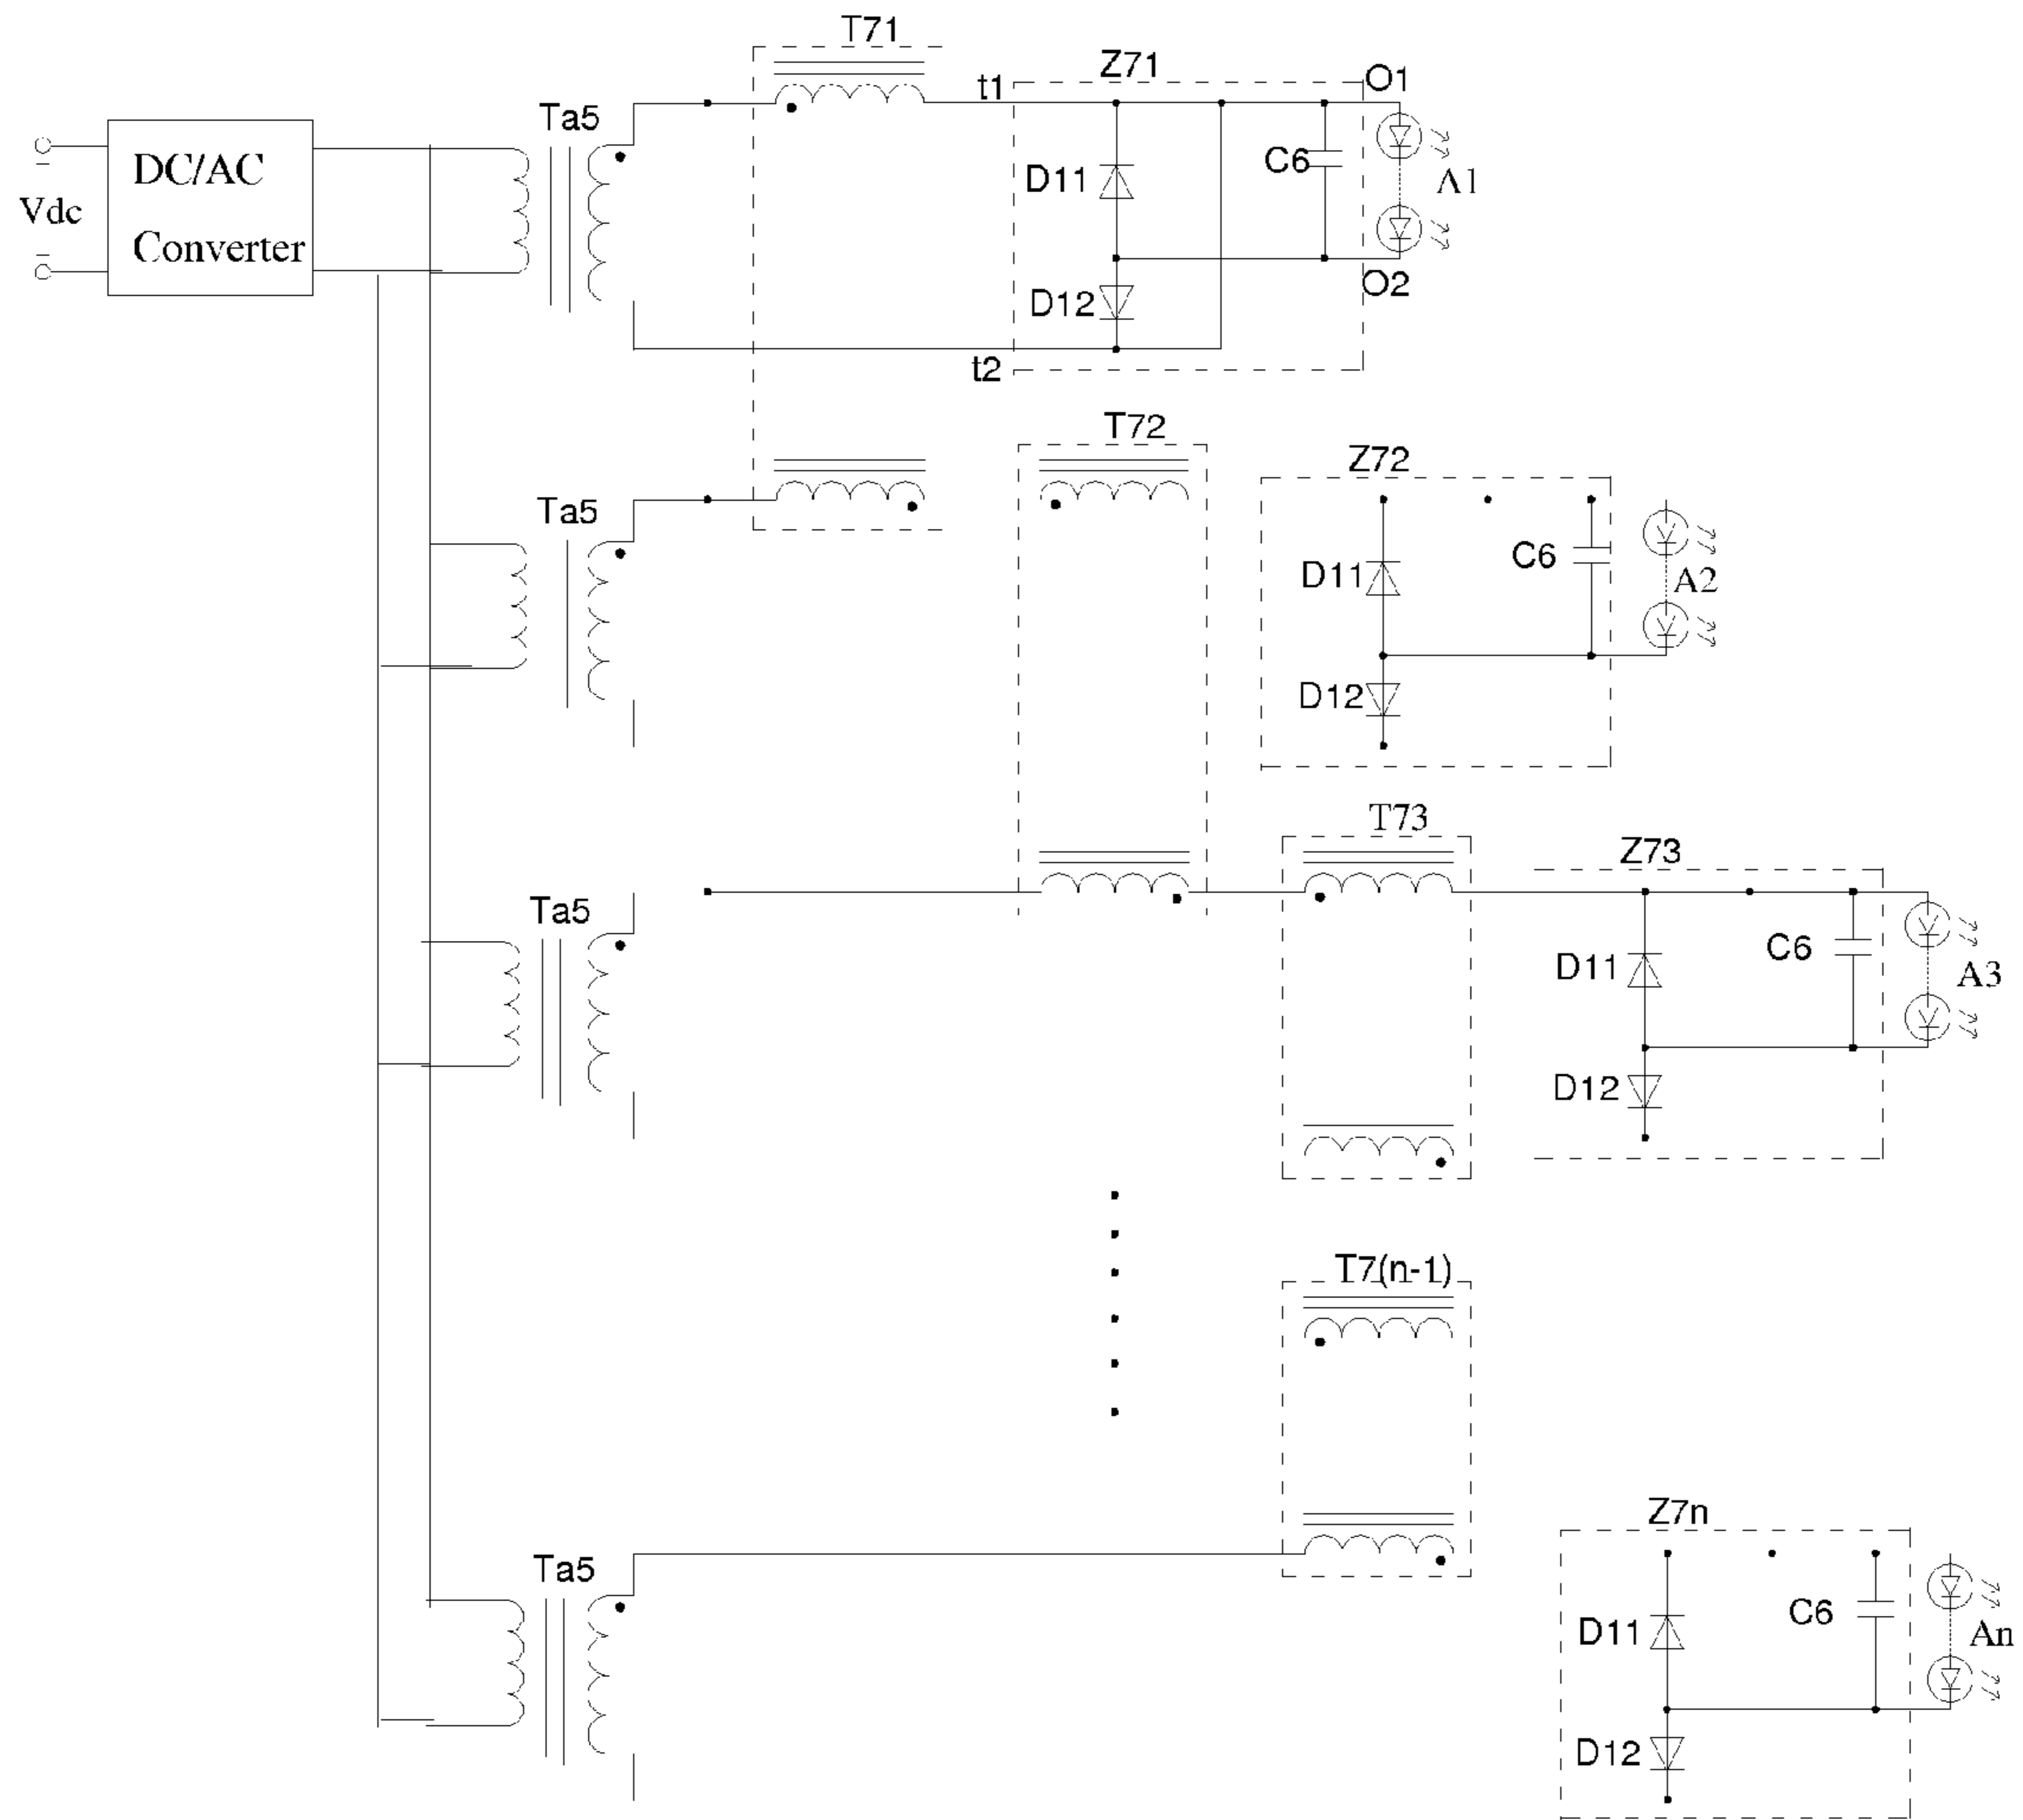 T71
Z71
t1
O1
Ta5
DC/AC
Converter
Vdc
C6
D11
A1
O2
D12
t2
T72
Z72
Ta5
C6
D11
A2
D12
T73
Z73
Ta5
C6
D11
A3
D12
T7(n-1)
Z7n
Ta5
C6
D11
An
D12